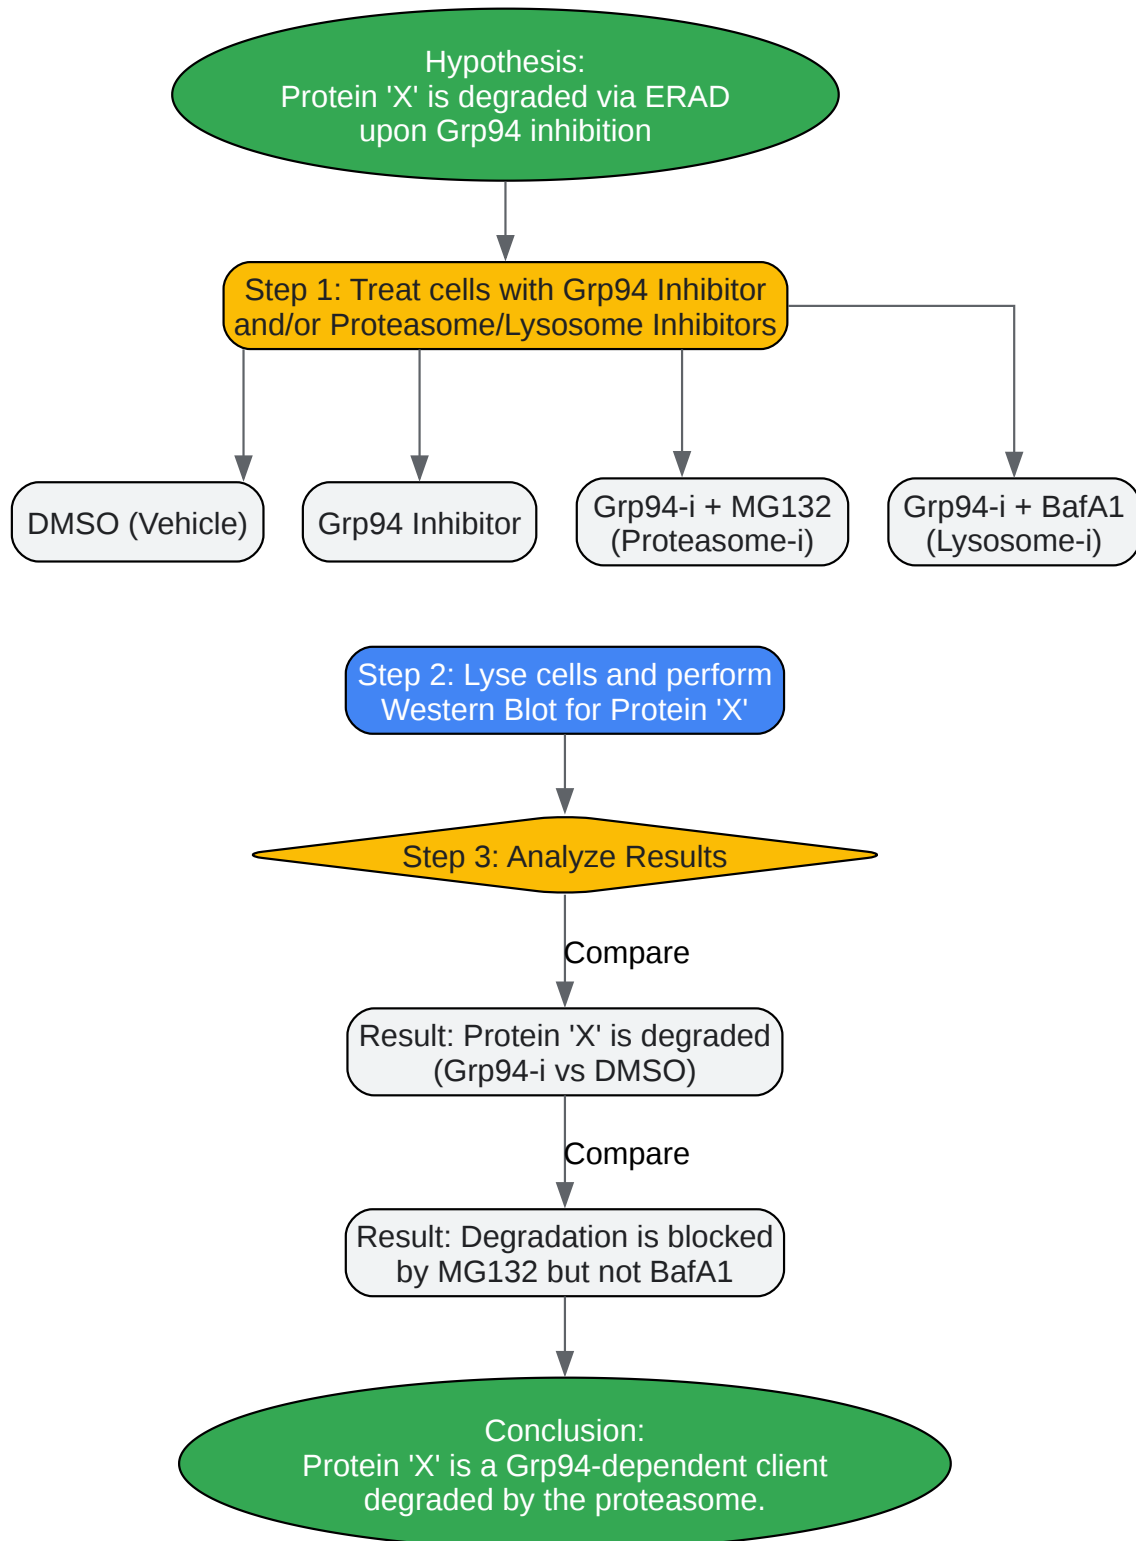 Hypothesis:
Protein 'X' is degraded via ERAD
upon Grp94 inhibition
Step 1: Treat cells with Grp94 Inhibitor
and/or Proteasome/Lysosome Inhibitors
DMSO (Vehicle)
Grp94 Inhibitor
Grp94-i + MG132
(Proteasome-i)
Grp94-i + BafA1
(Lysosome-i)
Step 2: Lyse cells and perform
Western Blot for Protein 'X'
Step 3: Analyze Results
Compare
Result: Protein 'X' is degraded
(Grp94-i vs DMSO)
Compare
Result: Degradation is blocked
by MG132 but not BafA1
Conclusion:
Protein 'X' is a Grp94-dependent client
degraded by the proteasome.